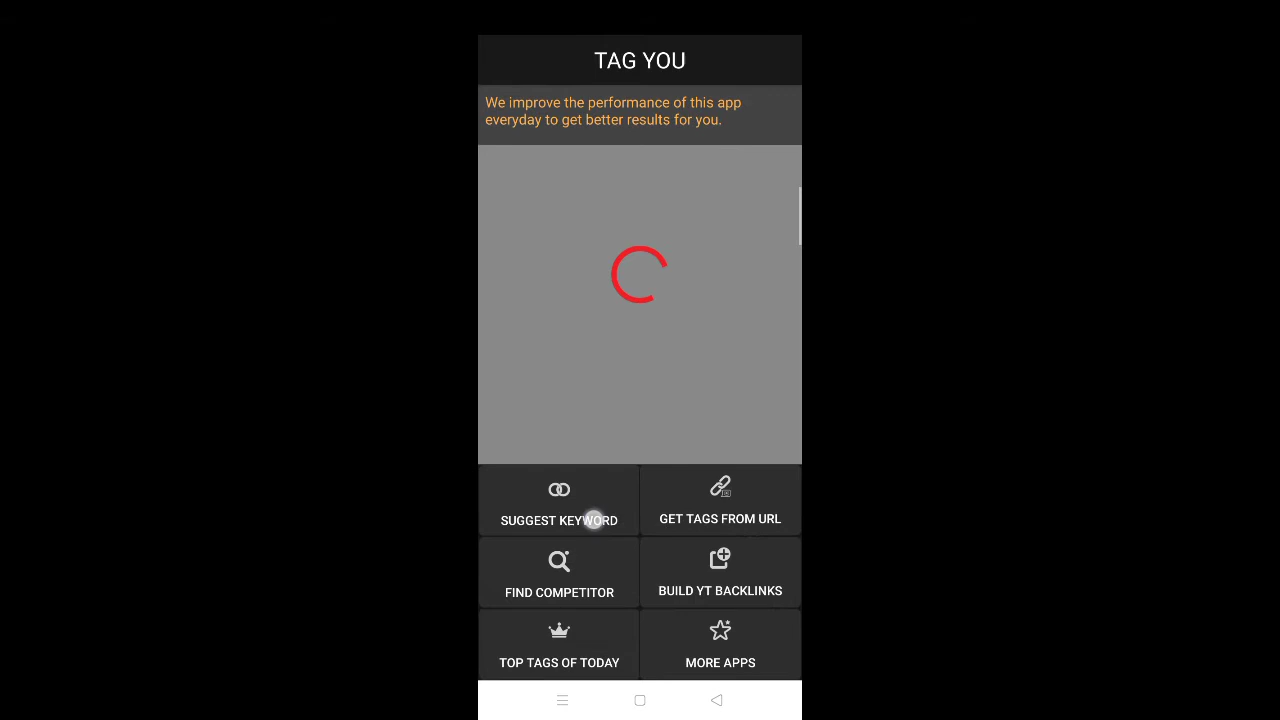 TAG YOU
We improve the performance of this app
everyday to get better results for you.
SUGGEST KEYWORD
GET TAGS FROM URL
FIND COMPETITOR
BUILD YT BACKLINKS
TOP TAGS OF TODAY
MORE APPS